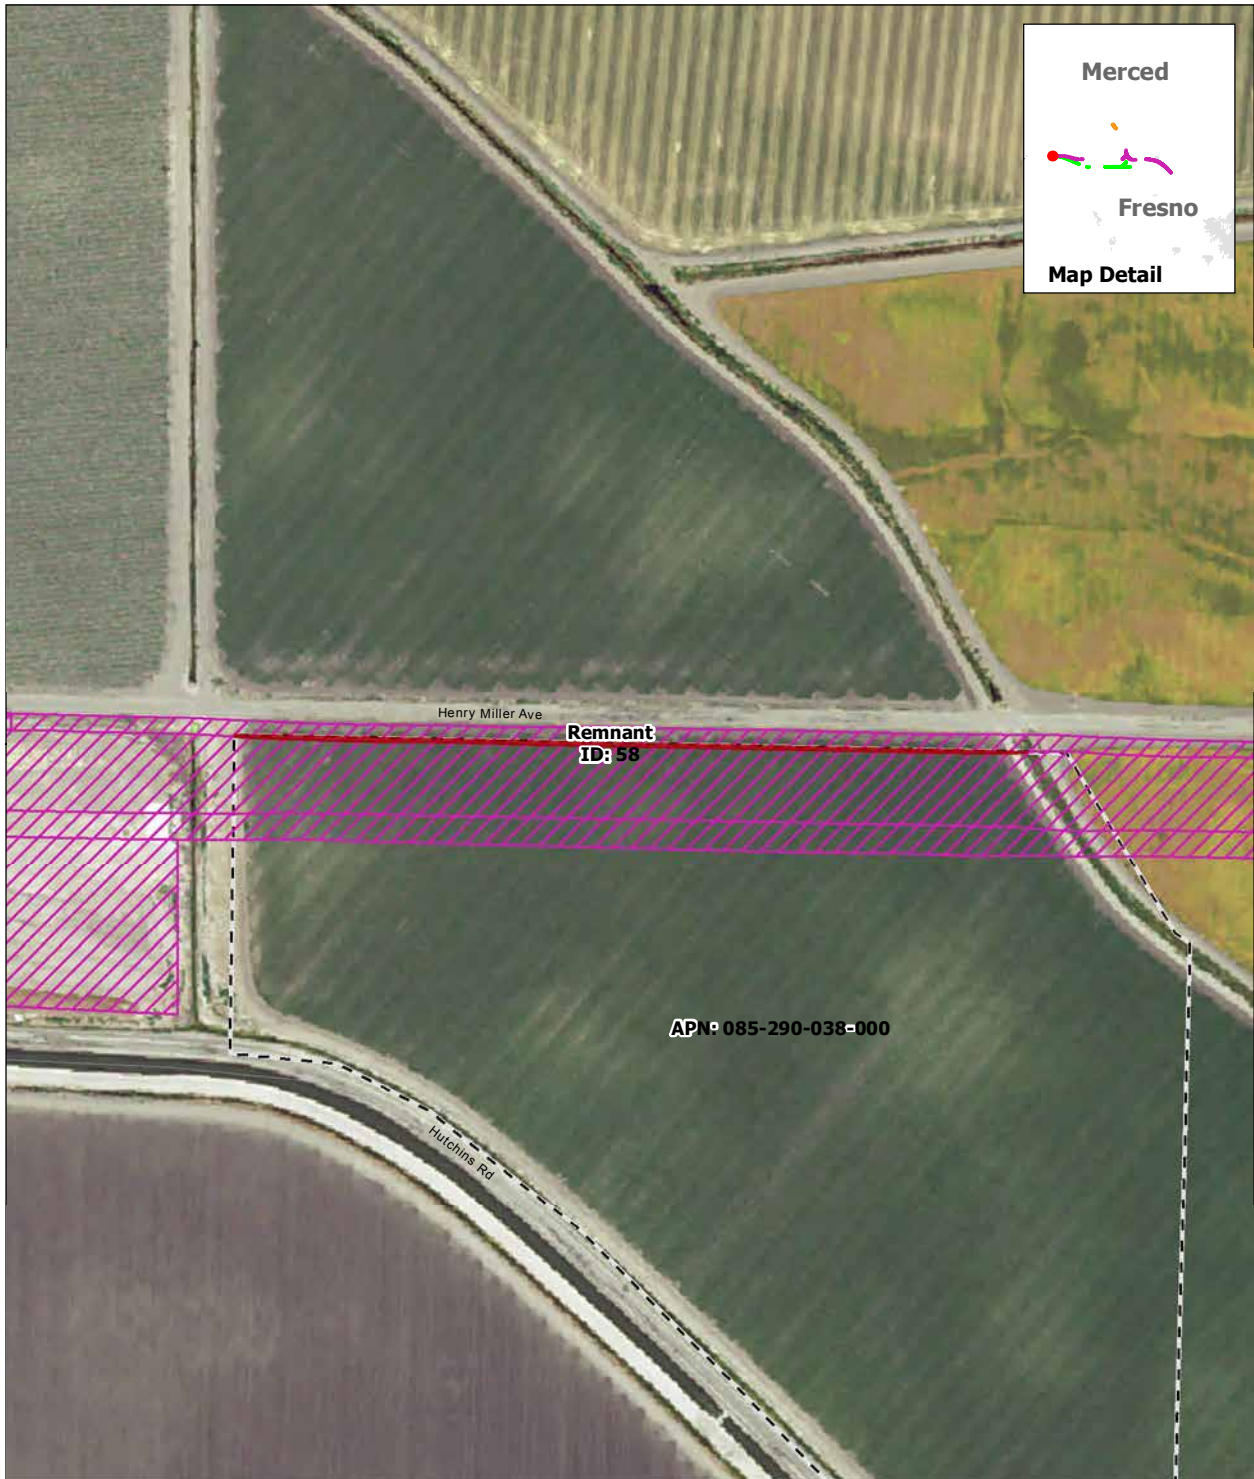 Merced
Fresno
Map Detail
Henry Miller Ave
Remnant
ID: 58
APN: 085-290-038-000
Hutchins Rd